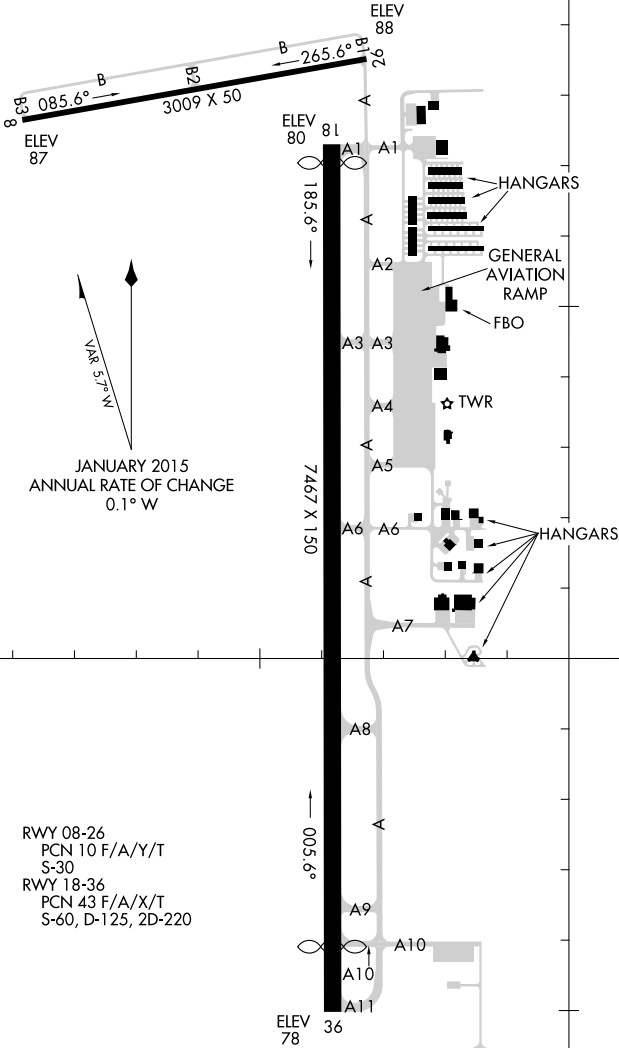 ELEV
88
B
B1
265.6°
26
B3
085.6°
B2
8
3009 X 50
A
ELEV
87
ELEV
80
18
A1
A1
HANGARS
185.6°
A
GENERAL
AVIATION
RAMP
A2
FBO
VAR 5.7° W
A3
A3
A4
TWR
A
A5
JANUARY 2015
ANNUAL RATE OF CHANGE
0.1° W
7467 X 150
A6
A6
HANGARS
A
A7
A8
005.6°
A
RWY 08-26
PCN 10 F/A/Y/T
S-30
RWY 18-36
PCN 43 F/A/X/T
S-60, D-125, 2D-220
A9
A10
A10
A11
ELEV
78
36